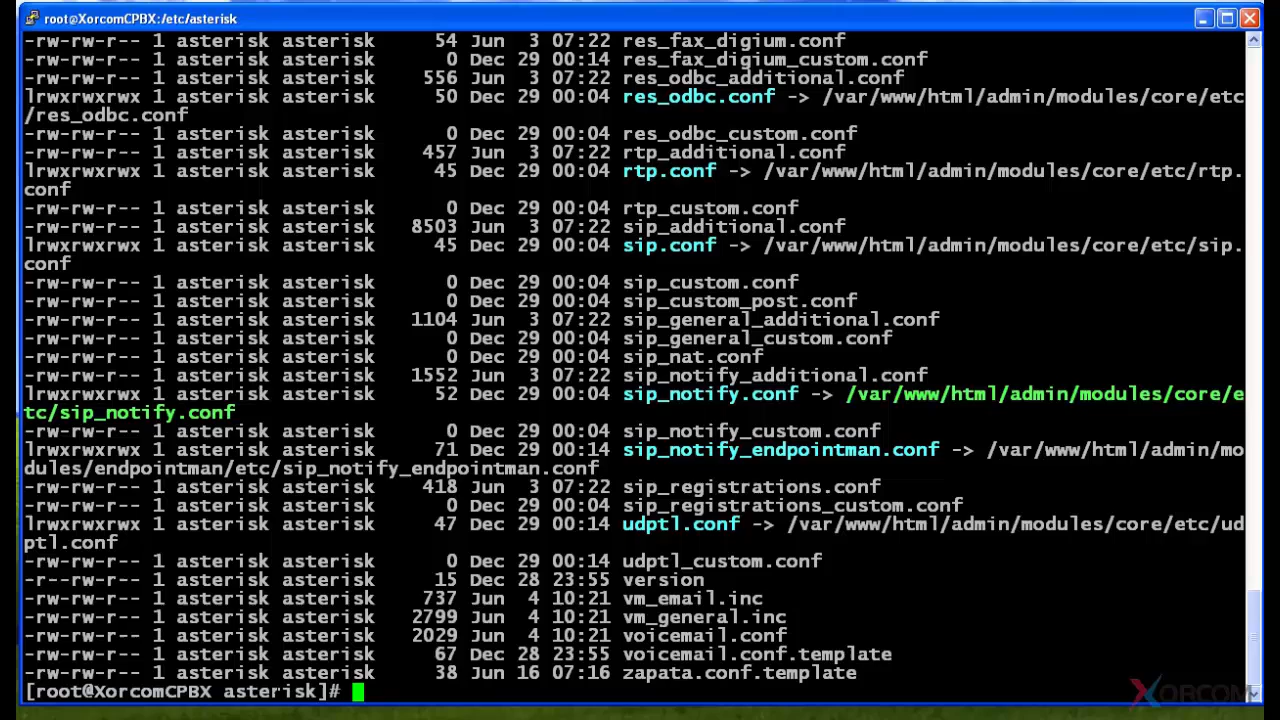 root@XorcomCPBX:/etc/asterisk
-rw-rw-r-- 1 asterisk asterisk 54 Jun 3 07:22 res_fax_digium.conf
-rw-rw-r-- 1 asterisk asterisk 0 Dec 29 00:14 res_fax_digium_custom.conf
-rw-rw-r-- 1 asterisk asterisk 556 Jun 3 07:22 res_odbc_additional.conf
lrwxrwxrwx 1 asterisk asterisk 50 Dec 29 00:04 res_odbc.conf -> /var/www/html/admin/modules/core/etc
/res_odbc.conf
-rw-rw-r-- 1 asterisk asterisk 0 Dec 29 00:04 res_odbc_custom.conf
-rw-rw-r-- 1 asterisk asterisk 457 Jun 3 07:22 rtp_additional.conf
lrwxrwxrwx 1 asterisk asterisk 45 Dec 29 00:04 rtp.conf -> /var/www/html/admin/modules/core/etc/rtp.
conf
-rw-rw-r-- 1 asterisk asterisk 0 Dec 29 00:04 rtp_custom.conf
-rw-rw-r-- 1 asterisk asterisk 8503 Jun 3 07:22 sip_additional.conf
lrwxrwxrwx 1 asterisk asterisk 45 Dec 29 00:04 sip.conf -> /var/www/html/admin/modules/core/etc/sip.
conf
-rw-rw-r-- 1 asterisk asterisk 0 Dec 29 00:04 sip_custom.conf
-rw-rw-r-- 1 asterisk asterisk 0 Dec 29 00:04 sip_custom_post.conf
-rw-rw-r-- 1 asterisk asterisk 1104 Jun 3 07:22 sip_general_additional.conf
-rw-rw-r-- 1 asterisk asterisk 0 Dec 29 00:04 sip_general_custom.conf
-rw-rw-r-- 1 asterisk asterisk 0 Dec 29 00:04 sip_nat.conf
-rw-rw-r-- 1 asterisk asterisk 1552 Jun 3 07:22 sip_notify_additional.conf
lrwxrwxrwx 1 asterisk asterisk 52 Dec 29 00:04 sip_notify.conf -> /var/www/html/admin/modules/core/e
tc/sip_notify.conf
-rw-rw-r-- 1 asterisk asterisk 0 Dec 29 00:04 sip_notify_custom.conf
lrwxrwxrwx 1 asterisk asterisk 71 Dec 29 00:14 sip_notify_endpointman.conf -> /var/www/html/admin/mo
dules/endpointman/etc/sip_notify_endpointman.conf
-rw-rw-r-- 1 asterisk asterisk 418 Jun 3 07:22 sip_registrations.conf
-rw-rw-r-- 1 asterisk asterisk 0 Dec 29 00:04 sip_registrations_custom.conf
lrwxrwxrwx 1 asterisk asterisk 47 Dec 29 00:14 udptl.conf -> /var/www/html/admin/modules/core/etc/ud
ptl.conf
-rw-rw-r-- 1 asterisk asterisk 0 Dec 29 00:14 udptl_custom.conf
-r--rw-r-- 1 asterisk asterisk 15 Dec 28 23:55 version
-rw-rw-r-- 1 asterisk asterisk 737 Jun 4 10:21 vm_email.inc
-rw-rw-r-- 1 asterisk asterisk 2799 Jun 4 10:21 vm_general.inc
-rw-rw-r-- 1 asterisk asterisk 2029 Jun 4 10:21 voicemail.conf
-rw-rw-r-- 1 asterisk asterisk 67 Dec 28 23:55 voicemail.conf.template
-rw-rw-r-- 1 asterisk asterisk 38 Jun 16 07:16 zapata.conf.template
[root@XorcomCPBX asterisk]#
XORCOM